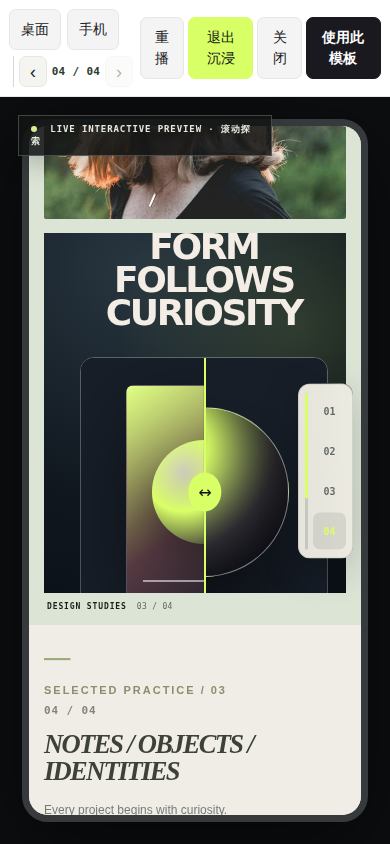 桌面
手机
重播
退出沉浸
关闭
使用此模板
‹
04 / 04
›
LIVE INTERACTIVE PREVIEW · 滚动探
索
FORM
FOLLOWS
CURIOSITY
↔
01
02
03
04
DESIGN STUDIES 03 / 04
SELECTED PRACTICE / 03
04 / 04
NOTES / OBJECTS /
IDENTITIES
Every project begins with curiosity.